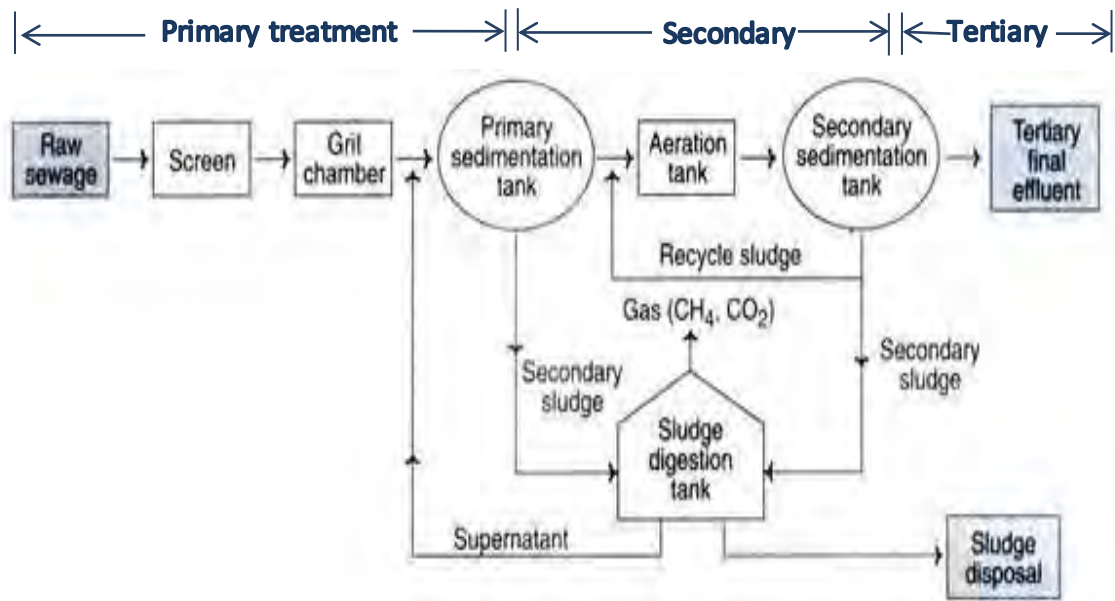 Primary treatment
Secondary
Tertiary
Raw
sewage
Screen
Gril
chamber
Primary
sedimentation
tank
Aeration
tank
Secondary
sedimentation
tank
Tertiary
final
effluent
Recycle sludge
Gas (CH₄. CO₂)
Secondary
sludge
Secondary
sludge
Sludge
digestion
tank
Supernatant
Sludge
disposal